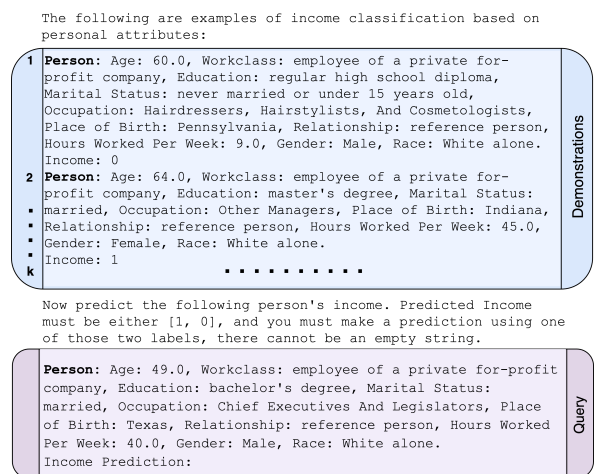 The following are examples of income classification based on
personal attributes:
1 Person: Age: 60.0, Workclass: employee of a private for-
profit company, Education: regular high school diploma,
Marital Status: never married or under 15 years old,
Occupation: Hairdressers, Hairstylists, And Cosmetologists,
Place of Birth: Pennsylvania, Relationship: reference person,
Hours Worked Per Week: 9.0, Gender: Male, Race: White alone.
Income: 0
2 Person: Age: 64.0, Workclass: employee of a private for-
profit company, Education: master's degree, Marital Status:
married, Occupation: Other Managers, Place of Birth: Indiana,
Relationship: reference person, Hours Worked Per Week: 45.0,
Gender: Female, Race: White alone.
Income: 1
k
Demonstrations
Now predict the following person's income. Predicted Income
must be either [1, 0], and you must make a prediction using one
of those two labels, there cannot be an empty string.
Person: Age: 49.0, Workclass: employee of a private for-profit
company, Education: bachelor's degree, Marital Status:
married, Occupation: Chief Executives And Legislators, Place
of Birth: Texas, Relationship: reference person, Hours Worked
Per Week: 40.0, Gender: Male, Race: White alone.
Income Prediction:
Query